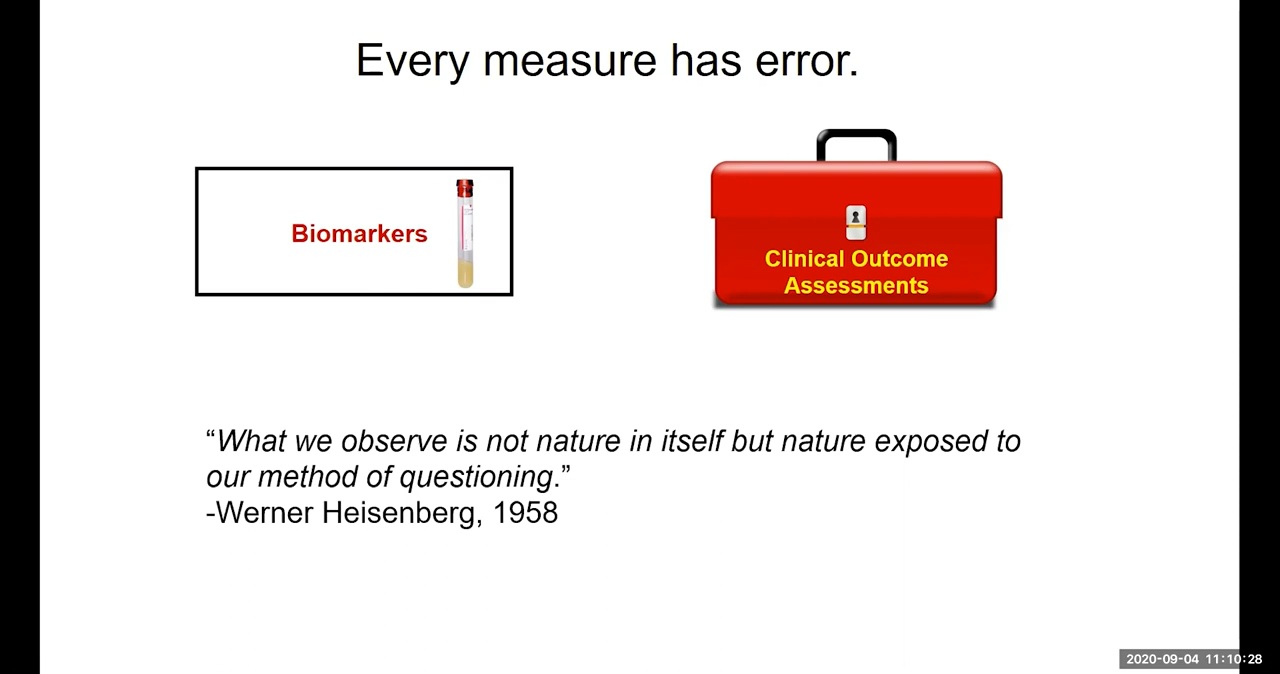 Every measure has error.
Biomarkers
Clinical Outcome
Assessments
“What we observe is not nature in itself but nature exposed to
our method of questioning.”
-Werner Heisenberg, 1958
2020-09-04 11:10:28